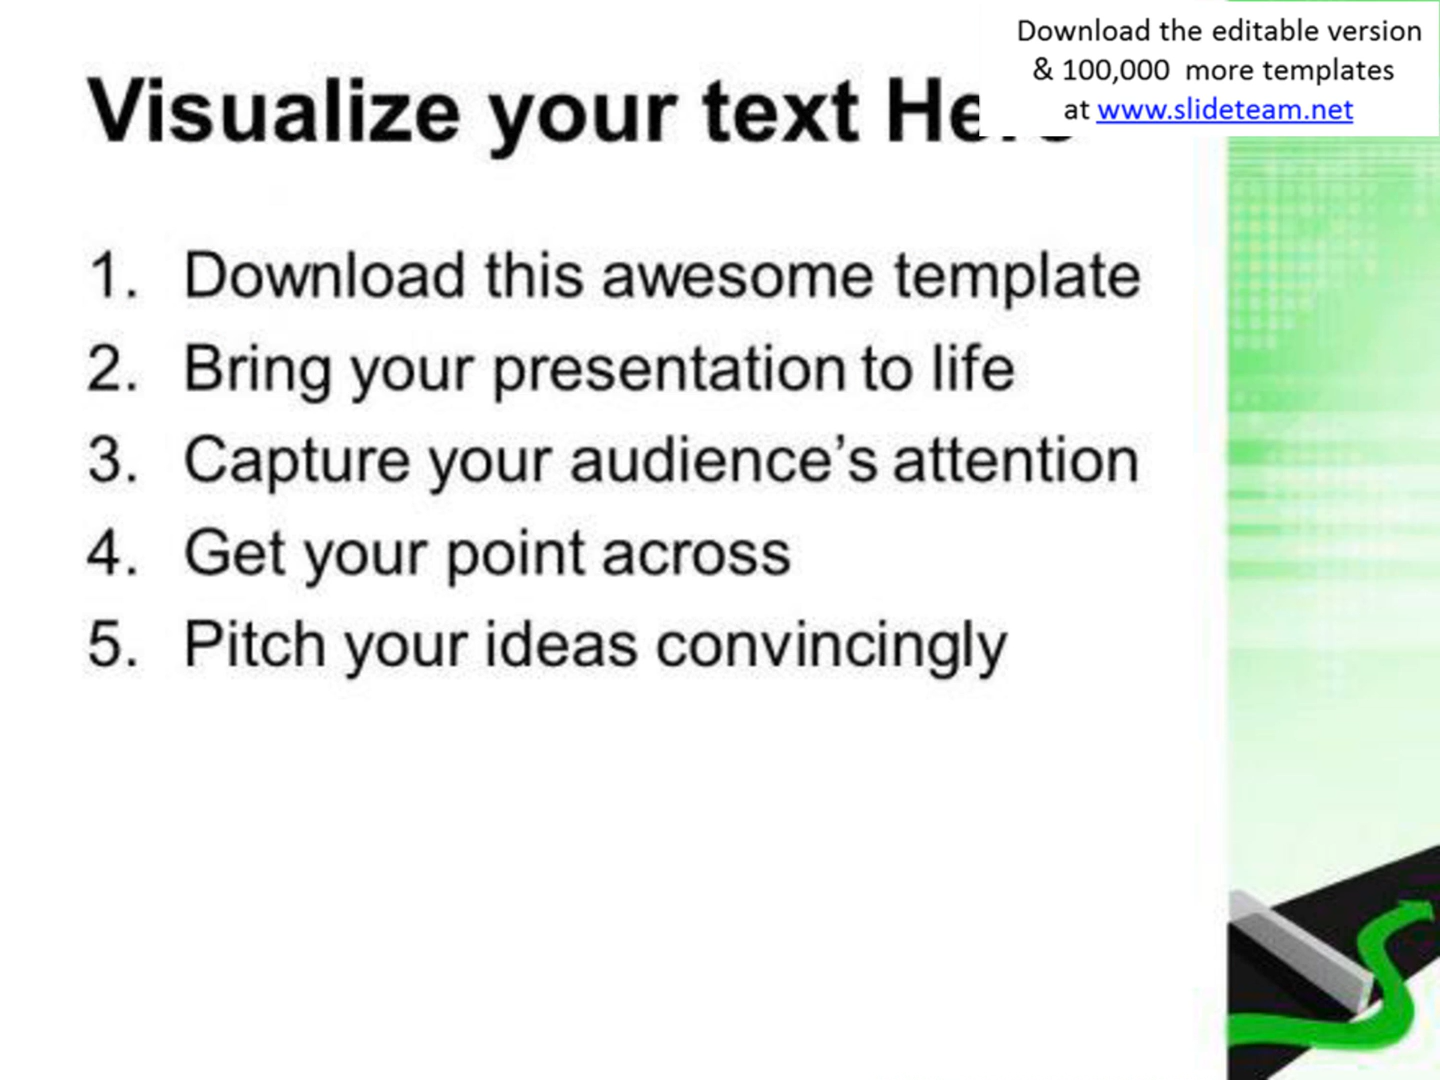 Download the editable version
& 100,000 more templates
at www.slideteam.net
Visualize your text Here
1. Download this awesome template
2. Bring your presentation to life
3. Capture your audience’s attention
4. Get your point across
5. Pitch your ideas convincingly